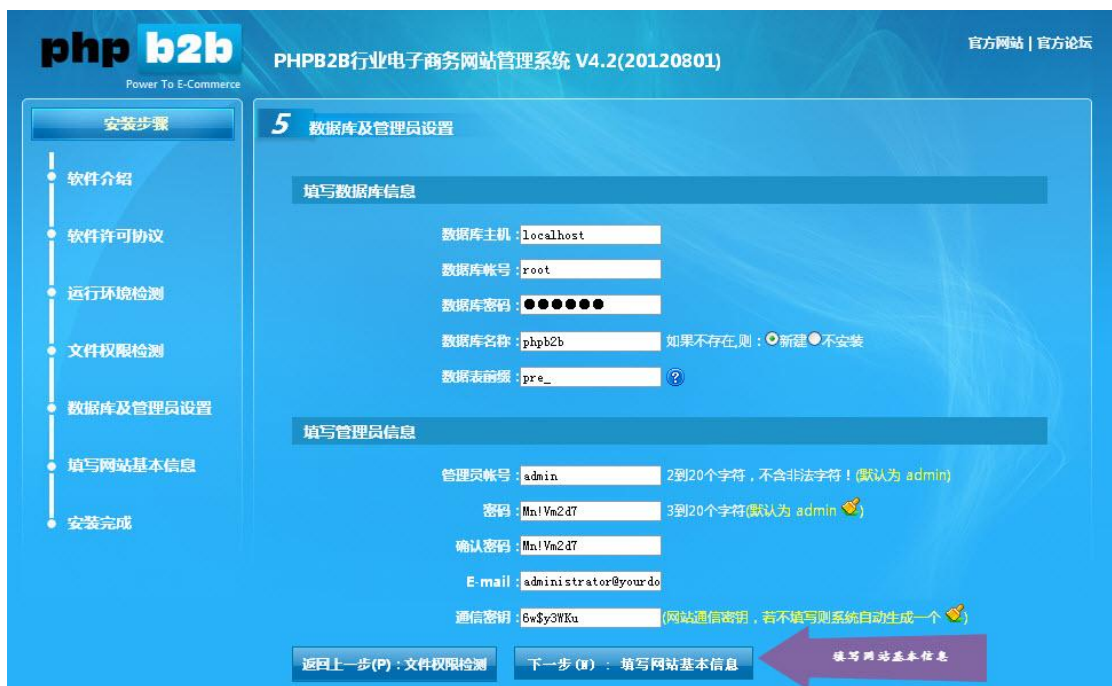 php b2b
Power To E-Commerce
PHPB2B行业电子商务网站管理系统 V4.2(20120801)
官方网站 | 官方论坛
安装步骤
软件介绍
软件许可协议
运行环境检测
文件权限检测
数据库及管理员设置
填写网站基本信息
安装完成
5 数据库及管理员设置
填写数据库信息
数据库主机 : localhost
数据库帐号 : root
数据库密码 : ●●●●●●
数据库名称 : phpb2b 如果不存在,则 : 新建 不安装
数据表前缀 : pre_ ?
填写管理员信息
管理员帐号 : admin 2到20个字符，不含非法字符！(默认为 admin)
密码 : Mn!Vm2d7 3到20个字符(默认为 admin )
确认密码 : Mn!Vm2d7
E-mail : administrator@yourdo
通信密钥 : 6w$y3WKu (网站通信密钥，若不填写则系统自动生成一个 )
返回上一步(P) : 文件权限检测
下一步(N) : 填写网站基本信息
填写网站基本信息